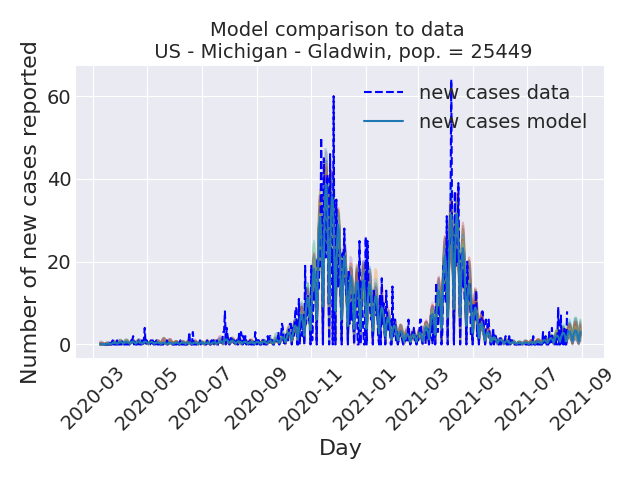 Model comparison to data
US - Michigan - Gladwin, pop. = 25449
Number of new cases reported
60
40
20
0
new cases data
new cases model
2020-03
2020-05
2020-07
2020-09
2020-11
2021-01
2021-03
2021-05
2021-07
2021-09
Day